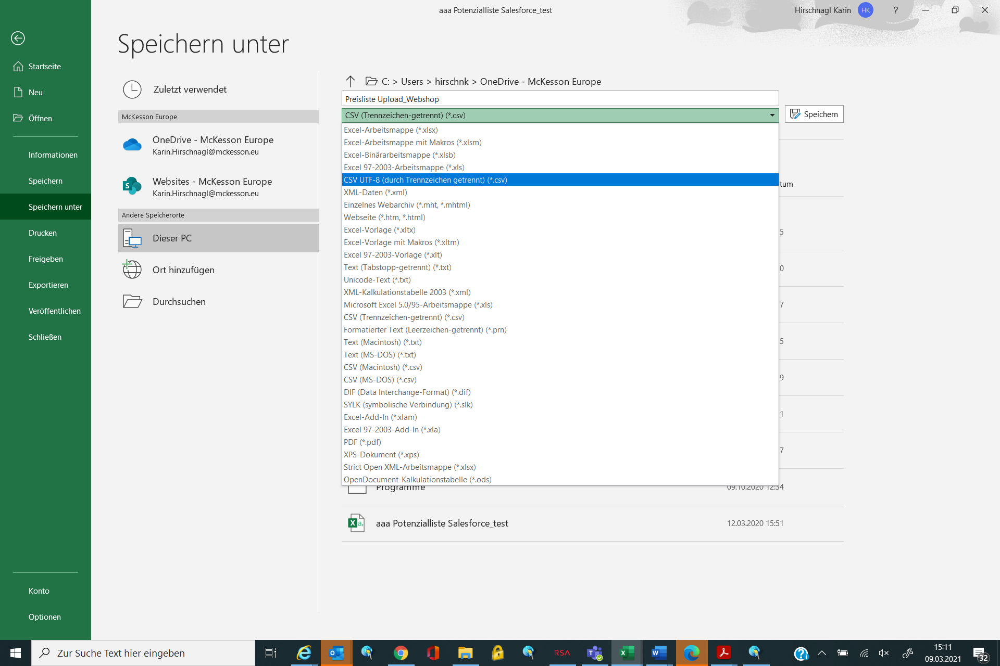 aaa Potenzialliste Salesforce_test
Hirschnagl Karin
HK
?
Startseite
Neu
Öffnen
Informationen
Speichern
Speichern unter
Drucken
Freigeben
Exportieren
Veröffentlichen
Schließen
Konto
Optionen
Speichern unter
Zuletzt verwendet
McKesson Europe
OneDrive - McKesson Europe
Karin.Hirschnagl@mckesson.eu
S
Websites - McKesson Europe
Karin.Hirschnagl@mckesson.eu
Andere Speicherorte
Dieser PC
Ort hinzufügen
Durchsuchen
C: > Users > hirschnk > OneDrive - McKesson Europe
Preisliste Upload_Webshop
CSV (Trennzeichen-getrennt) (*.csv)
Speichern
Excel-Arbeitsmappe (*.xlsx)
Excel-Arbeitsmappe mit Makros (*.xlsm)
Excel-Binärarbeitsmappe (*.xlsb)
Excel 97-2003-Arbeitsmappe (*.xls)
CSV UTF-8 (durch Trennzeichen getrennt) (*.csv)
tum
XML-Daten (*.xml)
Einzelnes Webarchiv (*.mht, *.mhtml)
Webseite (*.htm, *.html)
Excel-Vorlage (*.xltx)
5
Excel-Vorlage mit Makros (*.xltm)
Excel 97-2003-Vorlage (*.xlt)
Text (Tabstopp-getrennt) (*.txt)
0
Unicode-Text (*.txt)
XML-Kalkulationstabelle 2003 (*.xml)
Microsoft Excel 5.0/95-Arbeitsmappe (*.xls)
7
CSV (Trennzeichen-getrennt) (*.csv)
Formatierter Text (Leerzeichen-getrennt) (*.prn)
Text (Macintosh) (*.txt)
5
Text (MS-DOS) (*.txt)
CSV (Macintosh) (*.csv)
CSV (MS-DOS) (*.csv)
9
DIF (Data Interchange-Format) (*.dif)
SYLK (symbolische Verbindung) (*.slk)
Excel-Add-In (*.xlam)
1
Excel 97-2003-Add-In (*.xla)
PDF (*.pdf)
XPS-Dokument (*.xps)
7
Strict Open XML-Arbeitsmappe (*.xlsx)
OpenDocument-Kalkulationstabelle (*.ods)
Programme
09.10.2020 12:34
X a,
aaa Potenzialliste Salesforce_test
12.03.2020 15:51
Zur Suche Text hier eingeben
RSA
15:11
09.03.2021
32